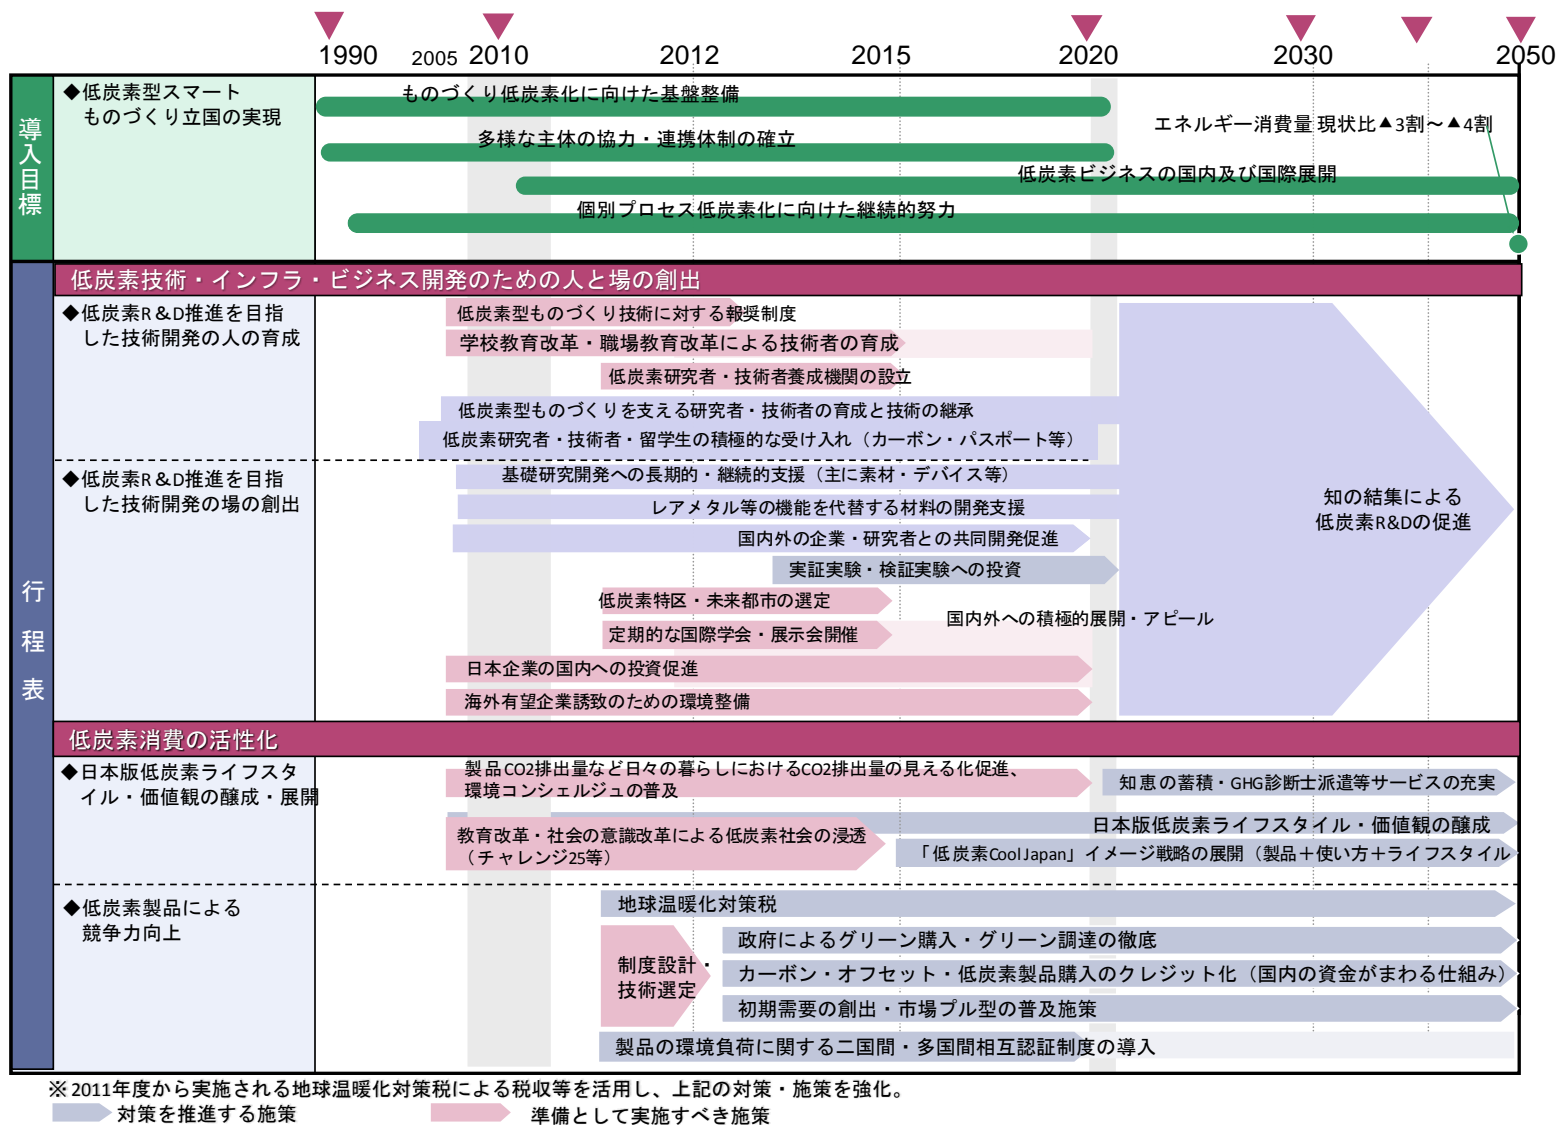 1990 2005 2010 2012 2015 2020 2030 2050
導入目標
◆低炭素型スマート
ものづくり立国の実現
ものづくり低炭素化に向けた基盤整備
エネルギー消費量 現状比▲3割～▲4割
多様な主体の協力・連携体制の確立
低炭素ビジネスの国内及び国際展開
個別プロセス低炭素化に向けた継続的努力
行程表
低炭素技術・インフラ・ビジネス開発のための人と場の創出
◆低炭素R＆D推進を目指
した技術開発の人の育成
低炭素型ものづくり技術に対する報奨制度
学校教育改革・職場教育改革による技術者の育成
低炭素研究者・技術者養成機関の設立
低炭素型ものづくりを支える研究者・技術者の育成と技術の継承
低炭素研究者・技術者・留学生の積極的な受け入れ（カーボン・パスポート等）
◆低炭素R＆D推進を目指
した技術開発の場の創出
基礎研究開発への長期的・継続的支援（主に素材・デバイス等）
レアメタル等の機能を代替する材料の開発支援
国内外の企業・研究者との共同開発促進
実証実験・検証実験への投資
低炭素特区・未来都市の選定
国内外への積極的展開・アピール
定期的な国際学会・展示会開催
日本企業の国内への投資促進
海外有望企業誘致のための環境整備
知の結集による
低炭素R&Dの促進
低炭素消費の活性化
◆日本版低炭素ライフスタ
イル・価値観の醸成・展開
製品CO2排出量など日々の暮らしにおけるCO2排出量の見える化促進、
環境コンシェルジュの普及
知恵の蓄積・GHG診断士派遣等サービスの充実
日本版低炭素ライフスタイル・価値観の醸成
教育改革・社会の意識改革による低炭素社会の浸透
（チャレンジ25等）
「低炭素Cool Japan」イメージ戦略の展開（製品＋使い方＋ライフスタイル
◆低炭素製品による
競争力向上
地球温暖化対策税
制度設計・
技術選定
政府によるグリーン購入・グリーン調達の徹底
カーボン・オフセット・低炭素製品購入のクレジット化（国内の資金がまわる仕組み）
初期需要の創出・市場プル型の普及施策
製品の環境負荷に関する二国間・多国間相互認証制度の導入
※2011年度から実施される地球温暖化対策税による税収等を活用し、上記の対策・施策を強化。
対策を推進する施策
準備として実施すべき施策